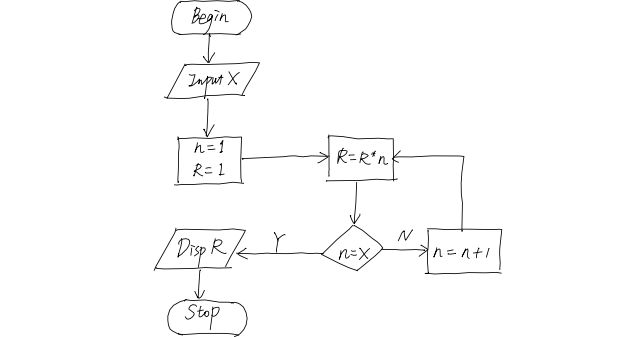 Begin
Input X
n=1
R=1
R=R*n
n=X
Y
N
n=n+1
Disp R
Stop